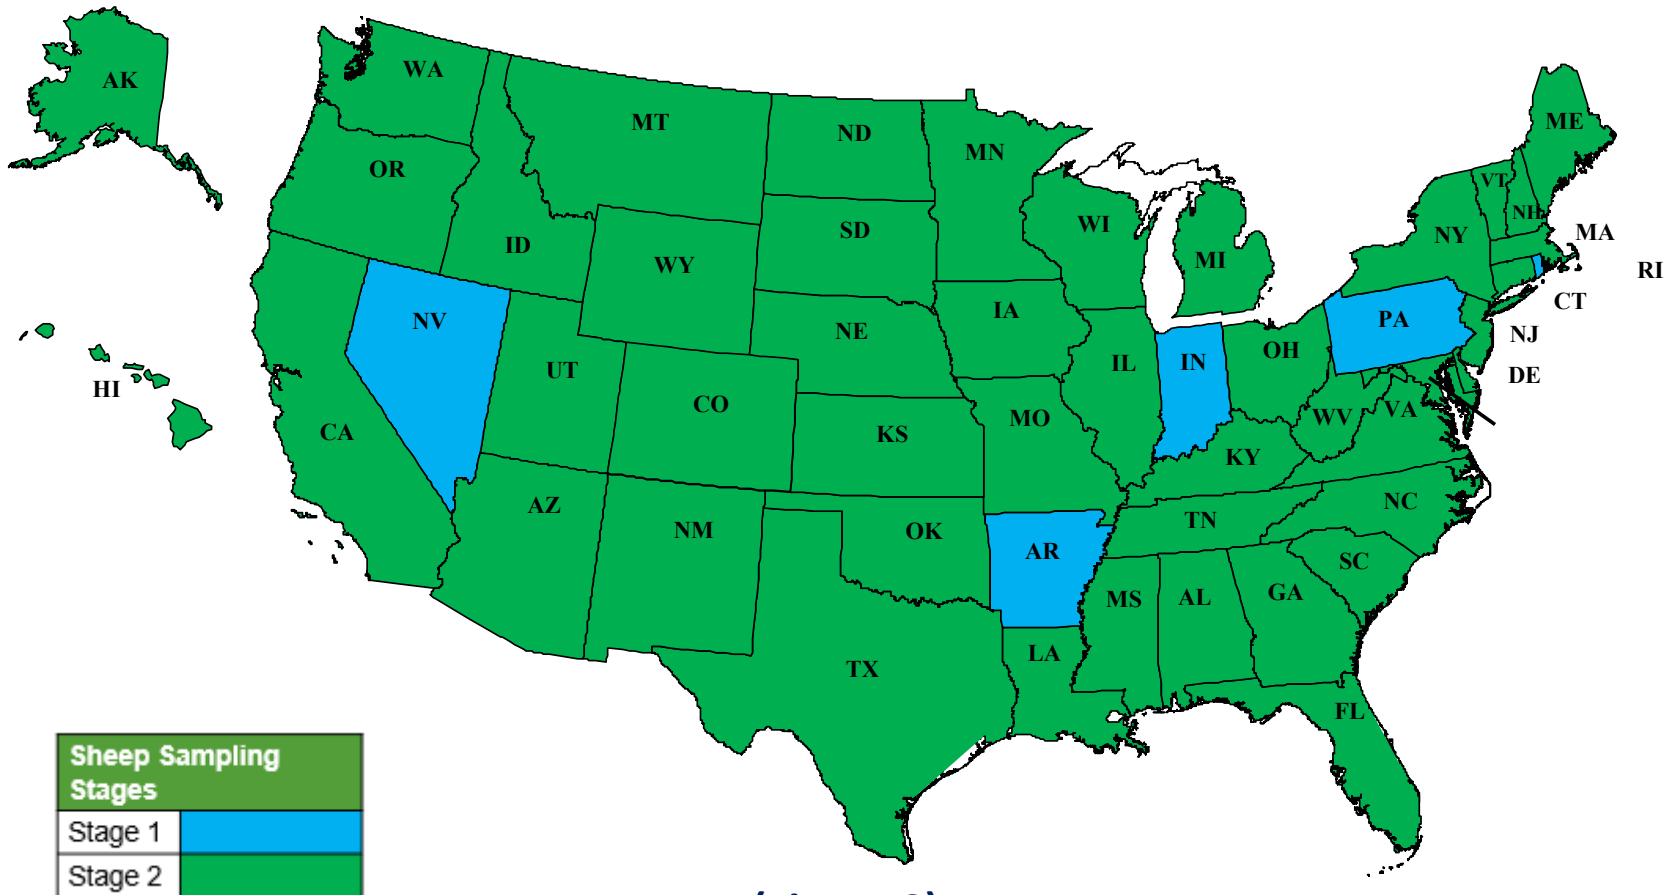 AK
WA
MT
ND
MN
ME
OR
VT
NH
WI
SD
NY
MA
ID
MI
WY
RI
CT
IA
NV
PA
NE
NJ
OH
IL
IN
UT
DE
HI
CO
MO
WV
VA
CA
KS
KY
NC
AZ
TN
NM
OK
AR
SC
GA
MS
AL
LA
TX
FL
Sheep Sampling
Stages
Stage 1
Stage 2